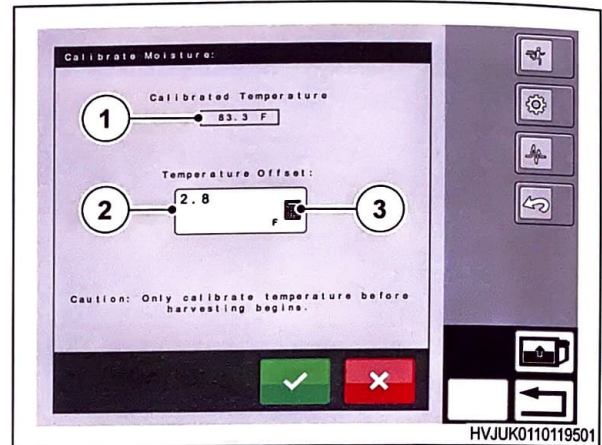 Calibrate Moisture:
Calibrated Temperature
1
83.3 F
Temperature Offset:
2
2.8
F
3
Caution: Only calibrate temperature before
harvesting begins.
HVJUK0110119501